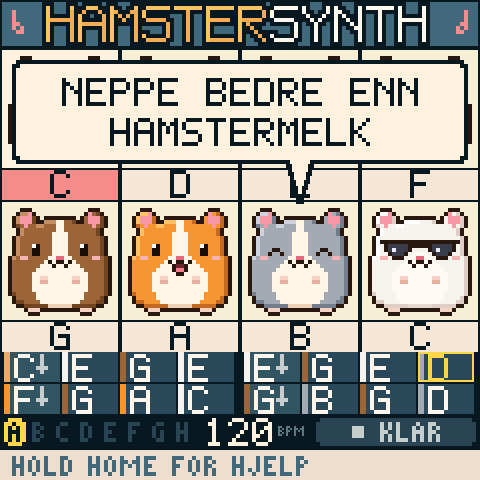 HAMSTERSYNTH
NEPPE BEDRE ENN
HAMSTERMELK
C D F
G A B C
C↓ E G E E↓ G E D
F↓ G A C G↓ B G D
A B C D E F G H 120 BPM ■ KLAR
HOLD HOME FOR HJELP